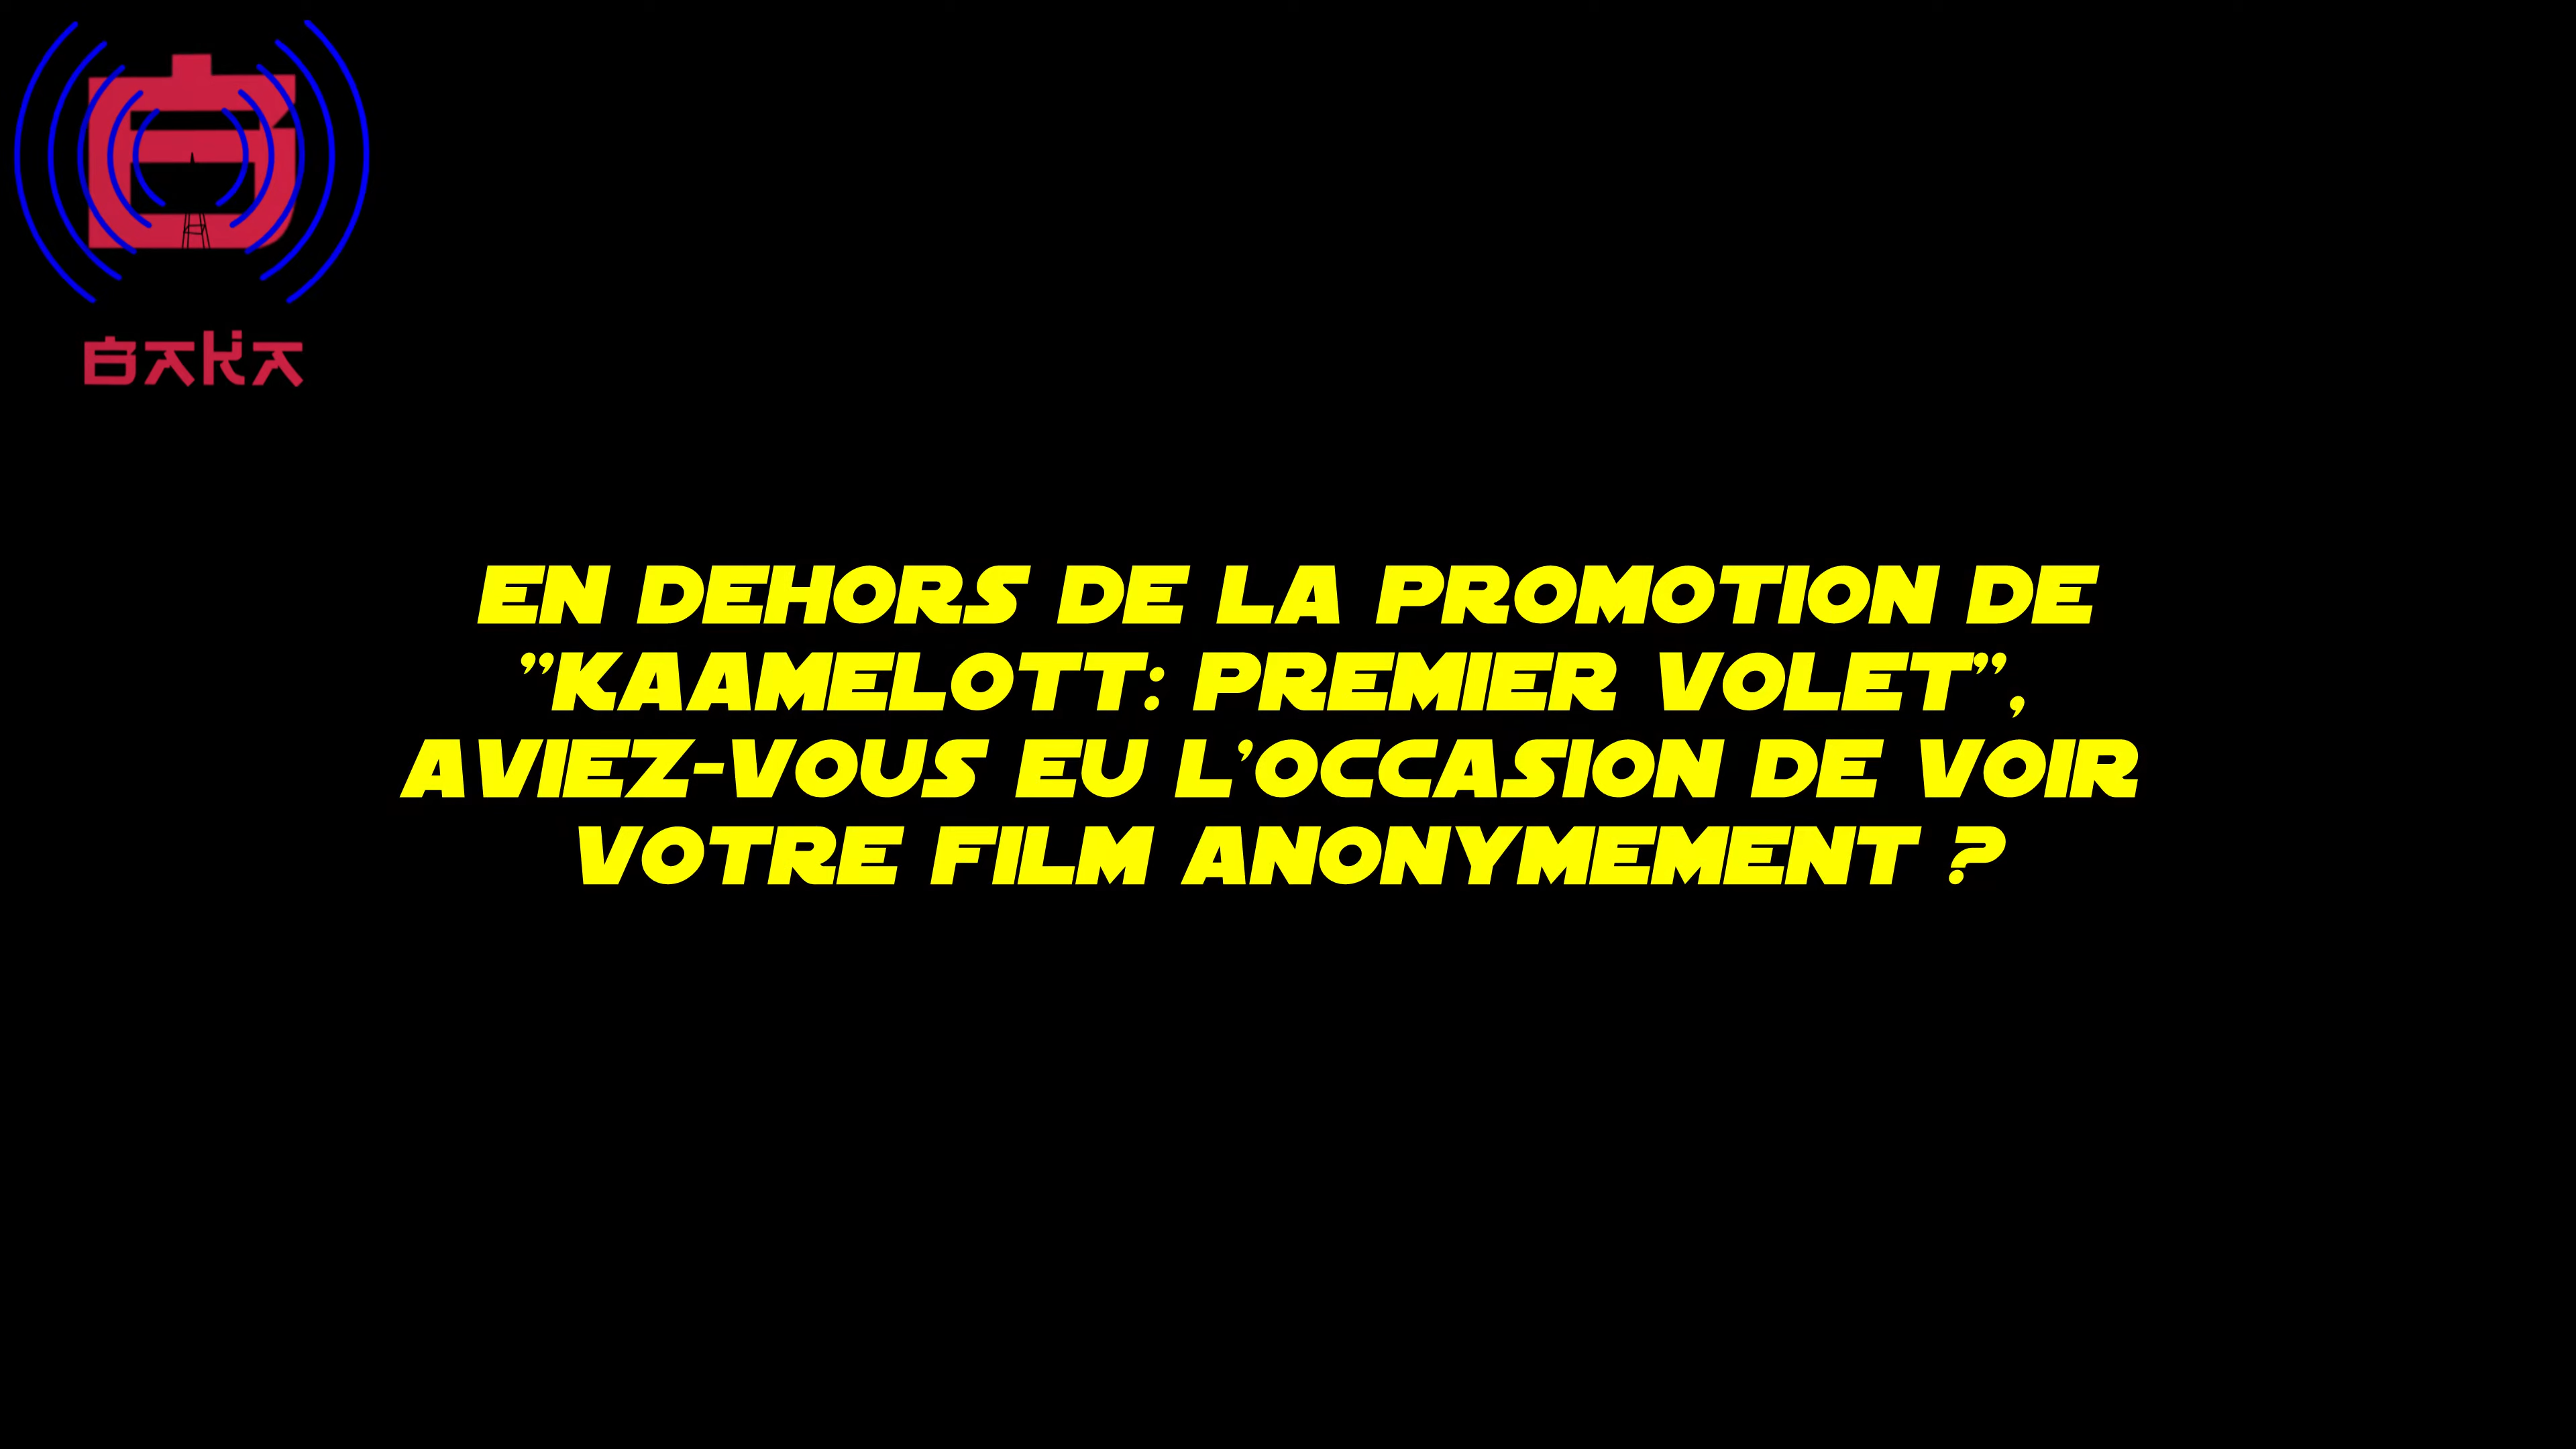 BAKA
EN DEHORS DE LA PROMOTION DE
"KAAMELOTT: PREMIER VOLET",
AVIEZ-VOUS EU L'OCCASION DE VOIR
VOTRE FILM ANONYMEMENT ?